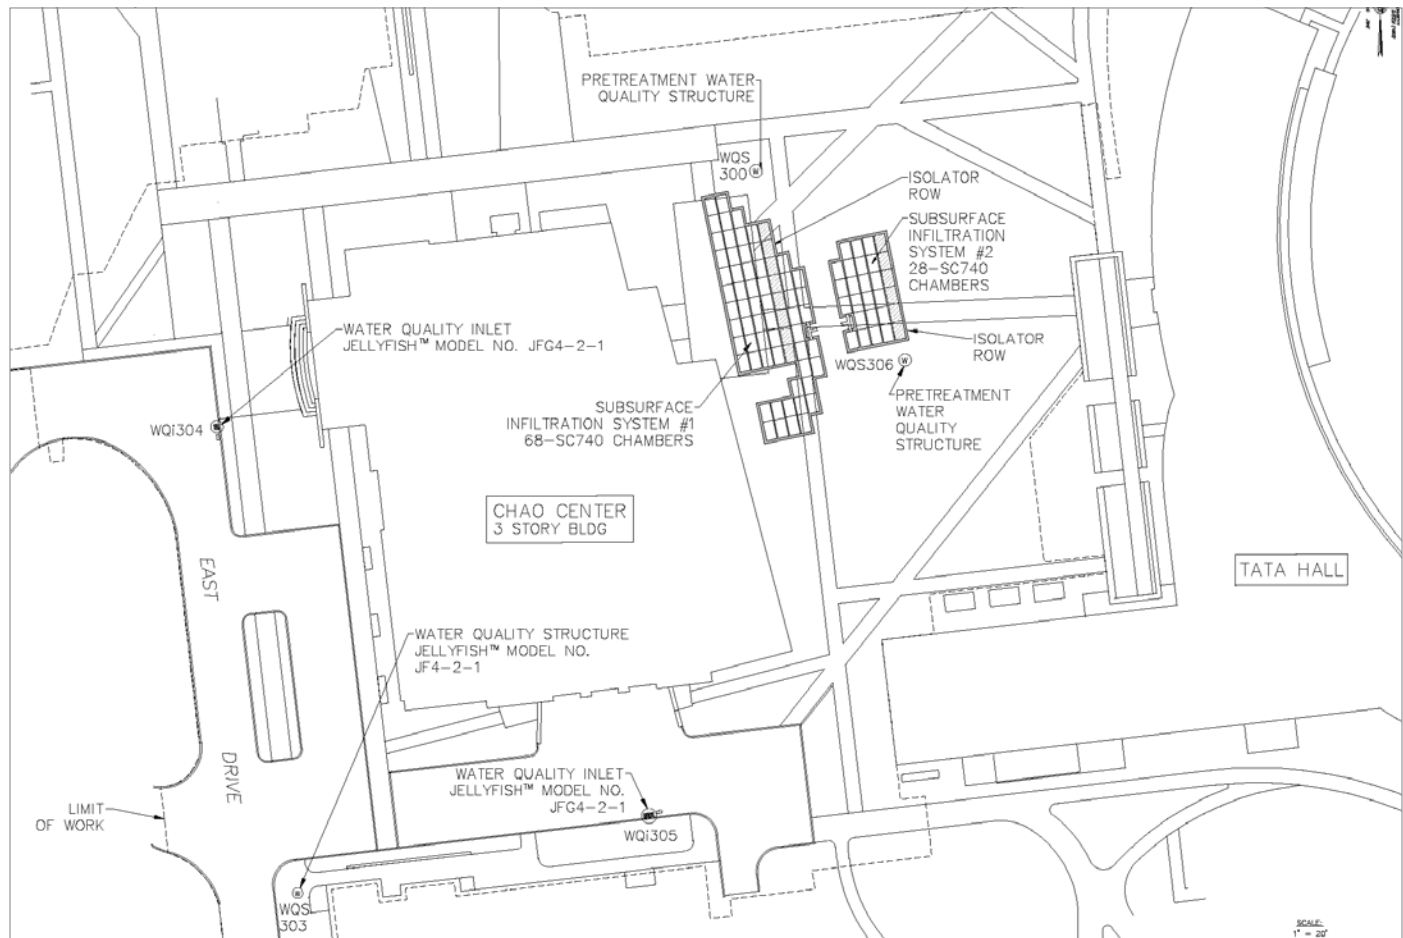 PRETREATMENT WATER
QUALITY STRUCTURE
WQS
300
W
ISOLATOR
ROW
SUBSURFACE
INFILTRATION
SYSTEM #2
28-SC740
CHAMBERS
WATER QUALITY INLET
JELLYFISH™ MODEL NO. JFG4-2-1
ISOLATOR
ROW
WQS306
W
PRETREATMENT
WATER
QUALITY
STRUCTURE
SUBSURFACE
INFILTRATION SYSTEM #1
68-SC740 CHAMBERS
WQi304
CHAO CENTER
3 STORY BLDG
EAST
DRIVE
TATA HALL
WATER QUALITY STRUCTURE
JELLYFISH™ MODEL NO.
JF4-2-1
WATER QUALITY INLET
JELLYFISH™ MODEL NO.
JFG4-2-1
WQi305
LIMIT
OF WORK
WQS
303
SCALE:
1" = 20'